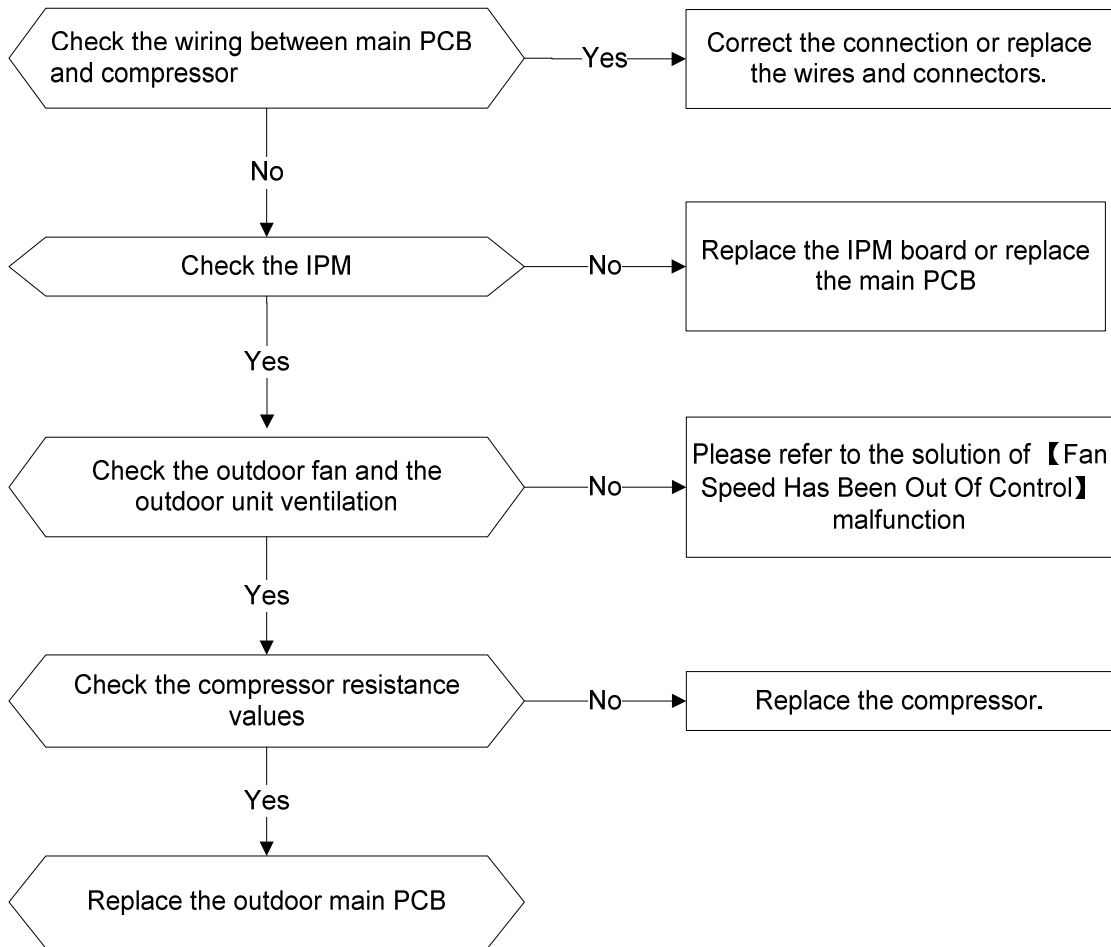 Check the wiring between main PCB
and compressor
Yes
Correct the connection or replace
the wires and connectors.
No
Check the IPM
No
Replace the IPM board or replace
the main PCB
Yes
Check the outdoor fan and the
outdoor unit ventilation
No
Please refer to the solution of 【Fan
Speed Has Been Out Of Control】
malfunction
Yes
Check the compressor resistance
values
No
Replace the compressor.
Yes
Replace the outdoor main PCB